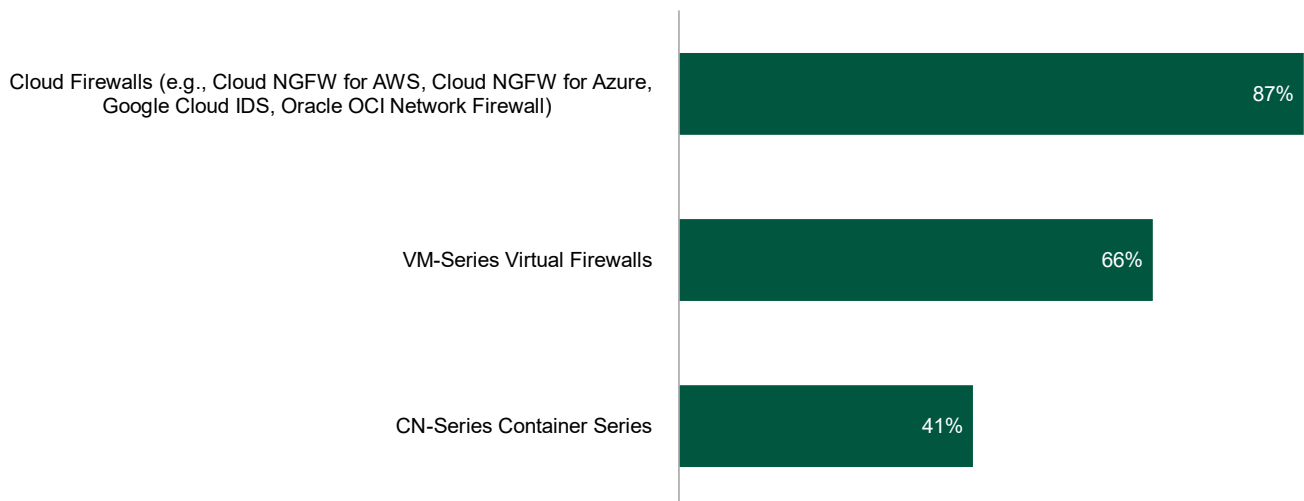 Cloud Firewalls (e.g., Cloud NGFW for AWS, Cloud NGFW for Azure,
Google Cloud IDS, Oracle OCI Network Firewall)
87%
VM-Series Virtual Firewalls
66%
CN-Series Container Series
41%